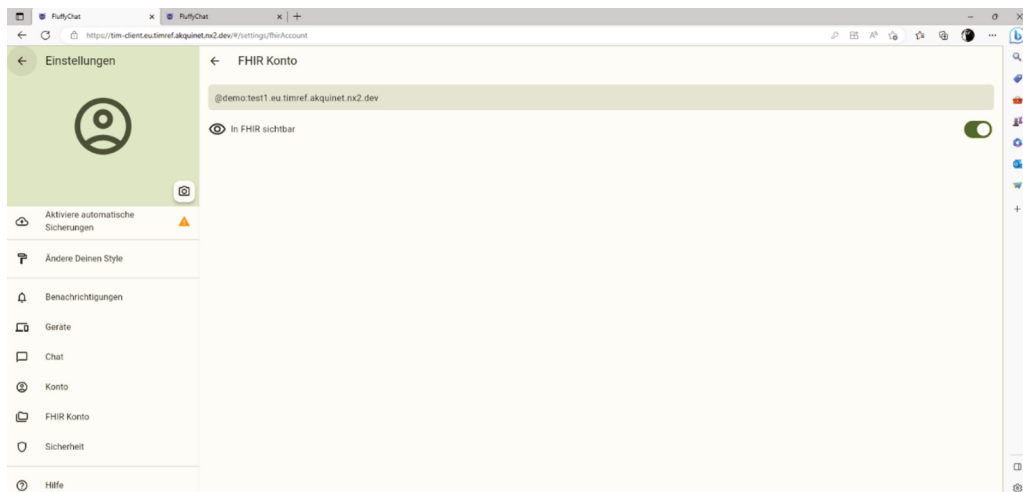 FluffyChat
FluffyChat
https://tim-client.eu.timref.akquinet.nx2.dev/#/settings/fhirAccount
Einstellungen
FHIR Konto
@demo:test1.eu.timref.akquinet.nx2.dev
In FHIR sichtbar
Aktiviere automatische
Sicherungen
Ändere Deinen Style
Benachrichtigungen
Geräte
Chat
Konto
FHIR Konto
Sicherheit
Hilfe